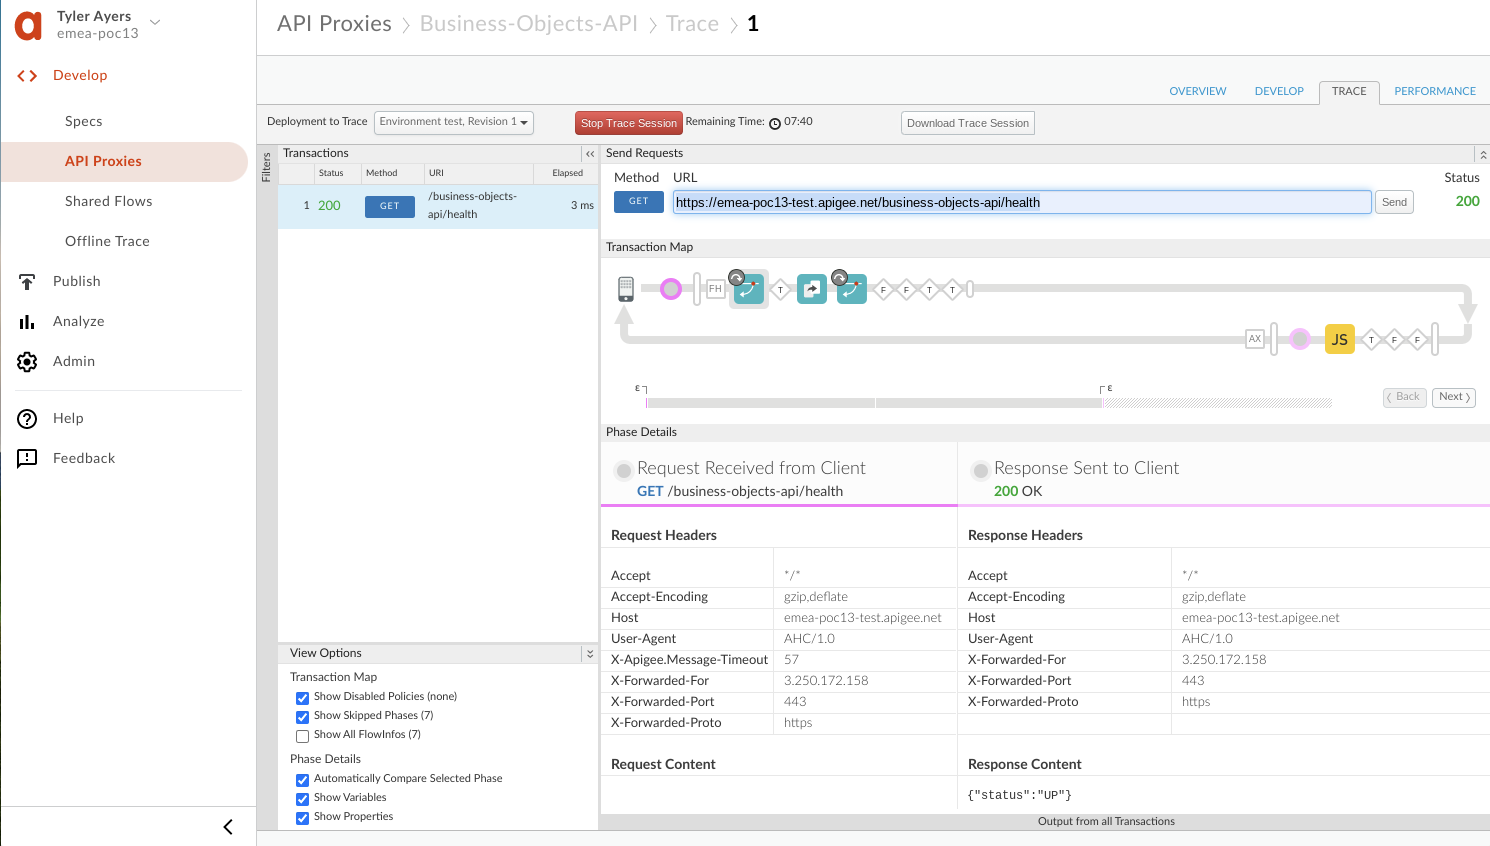 Tyler Ayers
emea-poc13
Develop
Specs
API Proxies
Shared Flows
Offline Trace
Publish
Analyze
Admin
Help
Feedback
API Proxies > Business-Objects-API > Trace > 1
OVERVIEW DEVELOP TRACE PERFORMANCE
Deployment to Trace Environment test, Revision 1 Stop Trace Session Remaining Time: 07:40 Download Trace Session
Filters
Transactions «
Status Method URI Elapsed
1 200 GET /business-objects-api/health 3 ms
Send Requests
Method URL Status
GET https://emea-poc13-test.apigee.net/business-objects-api/health Send 200
Transaction Map
FH T F F T T
AX JS T F F
ε ε
Back Next
Phase Details
Request Received from Client
GET /business-objects-api/health
Response Sent to Client
200 OK
Request Headers
Accept */*
Accept-Encoding gzip,deflate
Host emea-poc13-test.apigee.net
User-Agent AHC/1.0
X-Apigee.Message-Timeout 57
X-Forwarded-For 3.250.172.158
X-Forwarded-Port 443
X-Forwarded-Proto https
Request Content
Response Headers
Accept */*
Accept-Encoding gzip,deflate
Host emea-poc13-test.apigee.net
User-Agent AHC/1.0
X-Forwarded-For 3.250.172.158
X-Forwarded-Port 443
X-Forwarded-Proto https
Response Content
{"status":"UP"}
Output from all Transactions
View Options
Transaction Map
Show Disabled Policies (none)
Show Skipped Phases (7)
Show All FlowInfos (7)
Phase Details
Automatically Compare Selected Phase
Show Variables
Show Properties